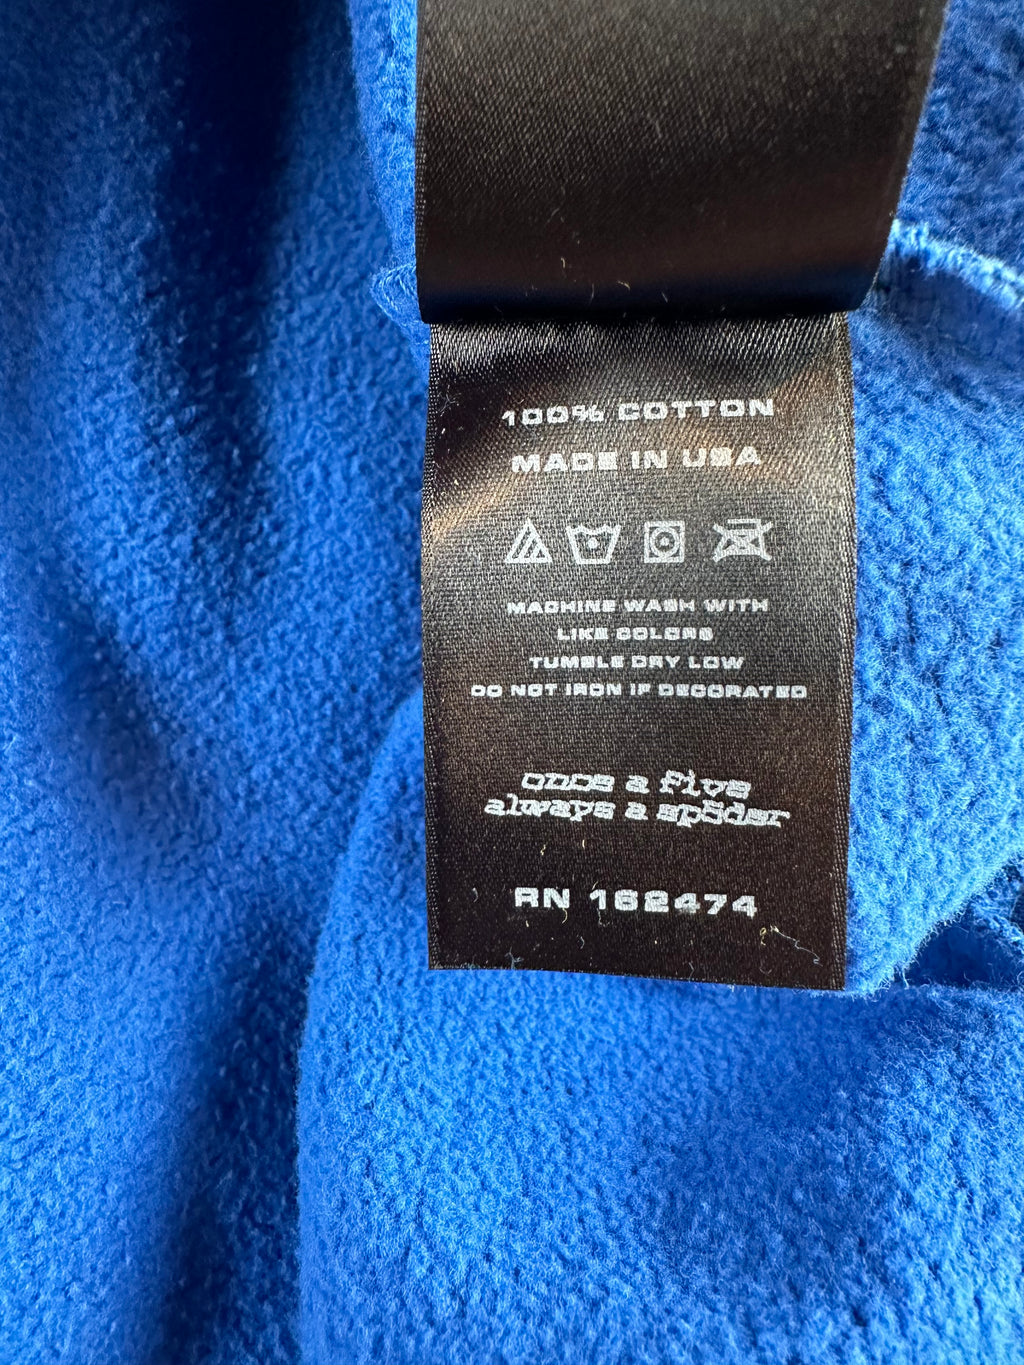 100% COTTON
MADE IN USA
MACHINE WASH WITH
LIKE COLORS
TUMBLE DRY LOW
DO NOT IRON IF DECORATED
once a five
always a spöder
RN 162474